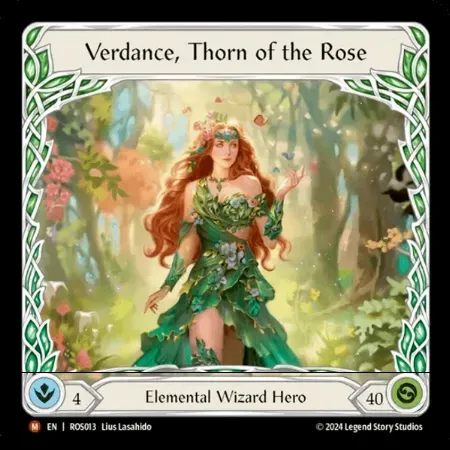 Verdance, Thorn of the Rose
4 Elemental Wizard Hero 40
M EN | ROS013 Lius Lasahido © 2024 Legend Story Studios